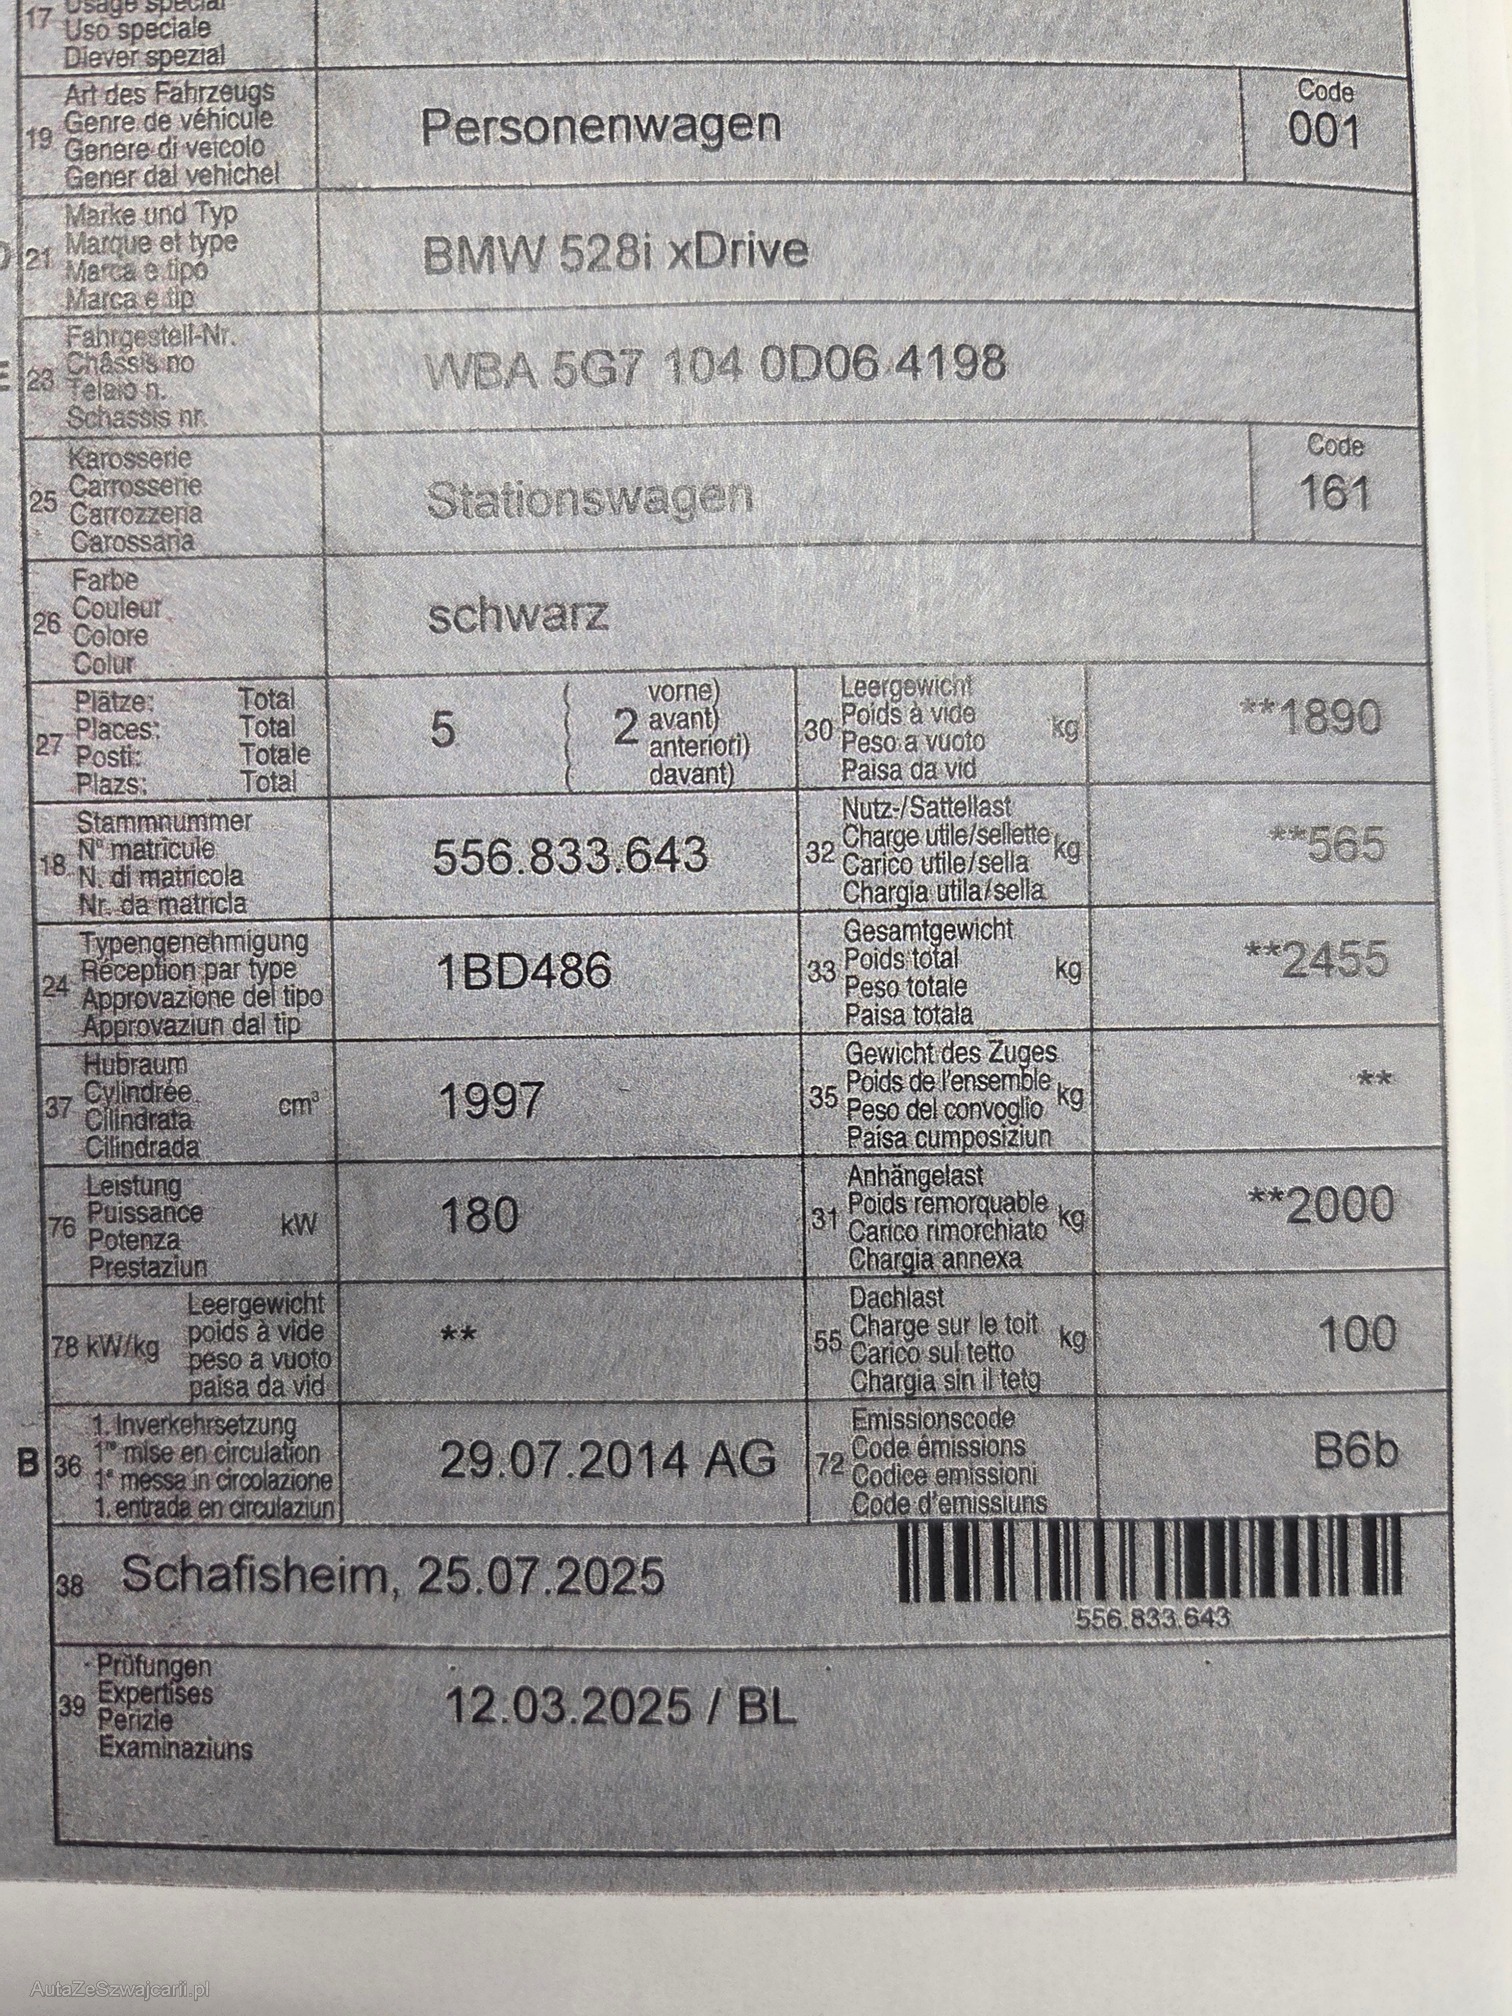 17 Usage spécial
Uso speciale
Diever spezial
19 Art des Fahrzeugs
Genre de véhicule
Genere di veicolo
Gener dal vehichel
Personenwagen
Code
001
21 Marke und Typ
Marque et type
Marca e tipo
Marca e tip
BMW 528i xDrive
E 23 Fahrgestell-Nr.
Châssis no
Telaio n.
Schassis nr.
WBA 5G7 104 0D06 4198
25 Karosserie
Carrosserie
Carrozzeria
Carossaria
Stationswagen
Code
161
26 Farbe
Couleur
Colore
Colur
schwarz
27 Plätze: Total
Places: Total
Posti: Totale
Plazs: Total
5
( 2 vorne)
avant)
anteriori)
( davant)
30 Leergewicht
Poids à vide
Peso a vuoto
Paisa da vid
kg
**1890
18 Stammnummer
N° matricule
N. di matricola
Nr. da matricla
556.833.643
32 Nutz-/Sattellast
Charge utile/sellette
Carico utile/sella
Chargia utila/sella
kg
**565
24 Typengenehmigung
Réception par type
Approvazione del tipo
Approvaziun dal tip
1BD486
33 Gesamtgewicht
Poids total
Peso totale
Paisa totala
kg
**2455
37 Hubraum
Cylindrée
Cilindrata
Cilindrada
cm³
1997
35 Gewicht des Zuges
Poids de l'ensemble
Peso del convoglio
Paisa cumposiziun
kg
**
76 Leistung
Puissance
Potenza
Prestaziun
kW
180
31 Anhängelast
Poids remorquable
Carico rimorchiato
Chargia annexa
kg
**2000
78 kW/kg
Leergewicht
poids à vide
peso a vuoto
paisa da vid
**
55 Dachlast
Charge sur le toit
Carico sul tetto
Chargia sin il tetg
kg
100
B 36 1. Inverkehrsetzung
1re mise en circulation
1a messa in circolazione
1. entrada en circulaziun
29.07.2014 AG
72 Emissionscode
Code émissions
Codice emissioni
Code d'emissiuns
B6b
38 Schafisheim, 25.07.2025
556.833.643
39 Prüfungen
Expertises
Perizie
Examinaziuns
12.03.2025 / BL
AutaZeSzwajcarii.pl